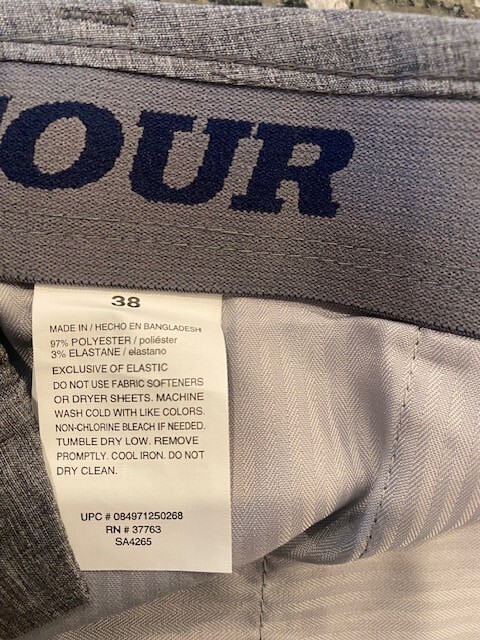 OUR
38
MADE IN / HECHO EN BANGLADESH
97% POLYESTER / poliéster
3% ELASTANE / elastano
EXCLUSIVE OF ELASTIC
DO NOT USE FABRIC SOFTENERS
OR DRYER SHEETS. MACHINE
WASH COLD WITH LIKE COLORS.
NON-CHLORINE BLEACH IF NEEDED.
TUMBLE DRY LOW. REMOVE
PROMPTLY. COOL IRON. DO NOT
DRY CLEAN.
UPC # 084971250268
RN # 37763
SA4265